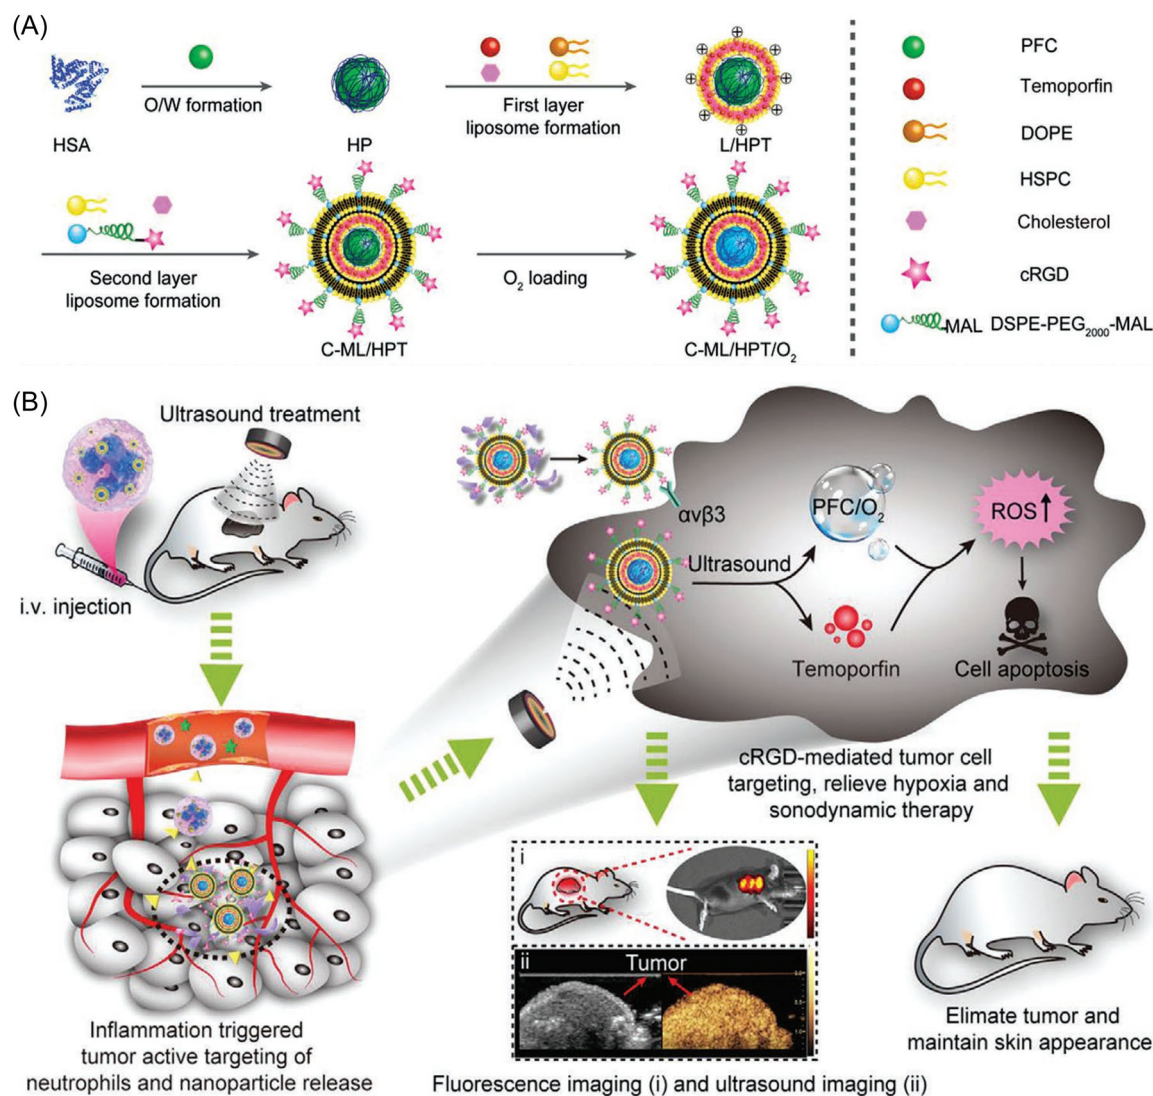 (A)
O/W formation
First layer
liposome formation
HSA
HP
L/HPT
Second layer
liposome formation
O2 loading
C-ML/HPT
C-ML/HPT/O2
PFC
Temoporfin
DOPE
HSPC
Cholesterol
cRGD
-MAL DSPE-PEG2000-MAL
(B)
Ultrasound treatment
i.v. injection
αvβ3
Ultrasound
PFC/O2
ROS
Temoporfin
Cell apoptosis
cRGD-mediated tumor cell
targeting, relieve hypoxia and
sonodynamic therapy
Inflammation triggered
tumor active targeting of
neutrophils and nanoparticle release
i
ii
Tumor
Fluorescence imaging (i) and ultrasound imaging (ii)
Elimate tumor and
maintain skin appearance